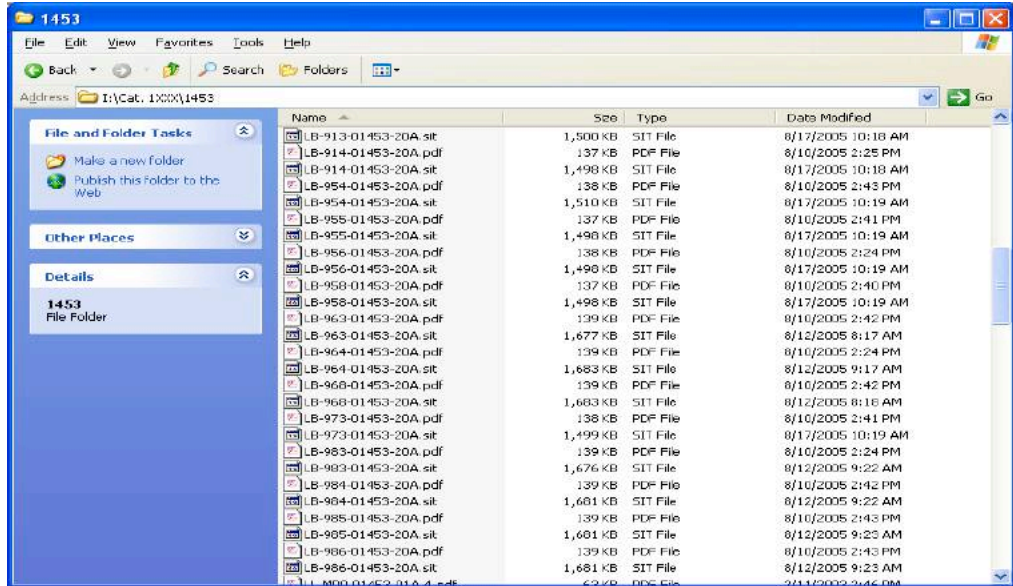 1453
File Edit View Favorites Tools Help
Back Search Folders
Address I:\Cat. 1XXX\1453 Go
File and Folder Tasks
Make a new folder
Publish this folder to the
Web
Other Places
Details
1453
File Folder
Name Size Type Date Modified
LB-913-01453-20A.sit 1,500 KB SIT File 8/17/2005 10:18 AM
LB-914-01453-20A.pdf 137 KB PDF File 8/10/2005 2:25 PM
LB-914-01453-20A.sit 1,498 KB SIT File 8/17/2005 10:18 AM
LB-954-01453-20A.pdf 138 KB PDF File 8/10/2005 2:43 PM
LB-954-01453-20A.sit 1,510 KB SIT File 8/17/2005 10:19 AM
LB-955-01453-20A.pdf 137 KB PDF File 8/10/2005 2:41 PM
LB-955-01453-20A.sit 1,498 KB SIT File 8/17/2005 10:19 AM
LB-956-01453-20A.pdf 138 KB PDF File 8/10/2005 2:24 PM
LB-956-01453-20A.sit 1,498 KB SIT File 8/17/2005 10:19 AM
LB-958-01453-20A.pdf 137 KB PDF File 8/10/2005 2:40 PM
LB-958-01453-20A.sit 1,498 KB SIT File 8/17/2005 10:19 AM
LB-963-01453-20A.pdf 139 KB PDF File 8/10/2005 2:42 PM
LB-963-01453-20A.sit 1,677 KB SIT File 8/12/2005 8:17 AM
LB-964-01453-20A.pdf 139 KB PDF File 8/10/2005 2:24 PM
LB-964-01453-20A.sit 1,683 KB SIT File 8/12/2005 9:17 AM
LB-968-01453-20A.pdf 139 KB PDF File 8/10/2005 2:42 PM
LB-968-01453-20A.sit 1,683 KB SIT File 8/12/2005 8:18 AM
LB-973-01453-20A.pdf 138 KB PDF File 8/10/2005 2:41 PM
LB-973-01453-20A.sit 1,499 KB SIT File 8/17/2005 10:19 AM
LB-983-01453-20A.pdf 139 KB PDF File 8/10/2005 2:24 PM
LB-983-01453-20A.sit 1,676 KB SIT File 8/12/2005 9:22 AM
LB-984-01453-20A.pdf 139 KB PDF File 8/10/2005 2:42 PM
LB-984-01453-20A.sit 1,681 KB SIT File 8/12/2005 9:22 AM
LB-985-01453-20A.pdf 139 KB PDF File 8/10/2005 2:43 PM
LB-985-01453-20A.sit 1,681 KB SIT File 8/12/2005 9:23 AM
LB-986-01453-20A.pdf 139 KB PDF File 8/10/2005 2:43 PM
LB-986-01453-20A.sit 1,681 KB SIT File 8/12/2005 9:23 AM